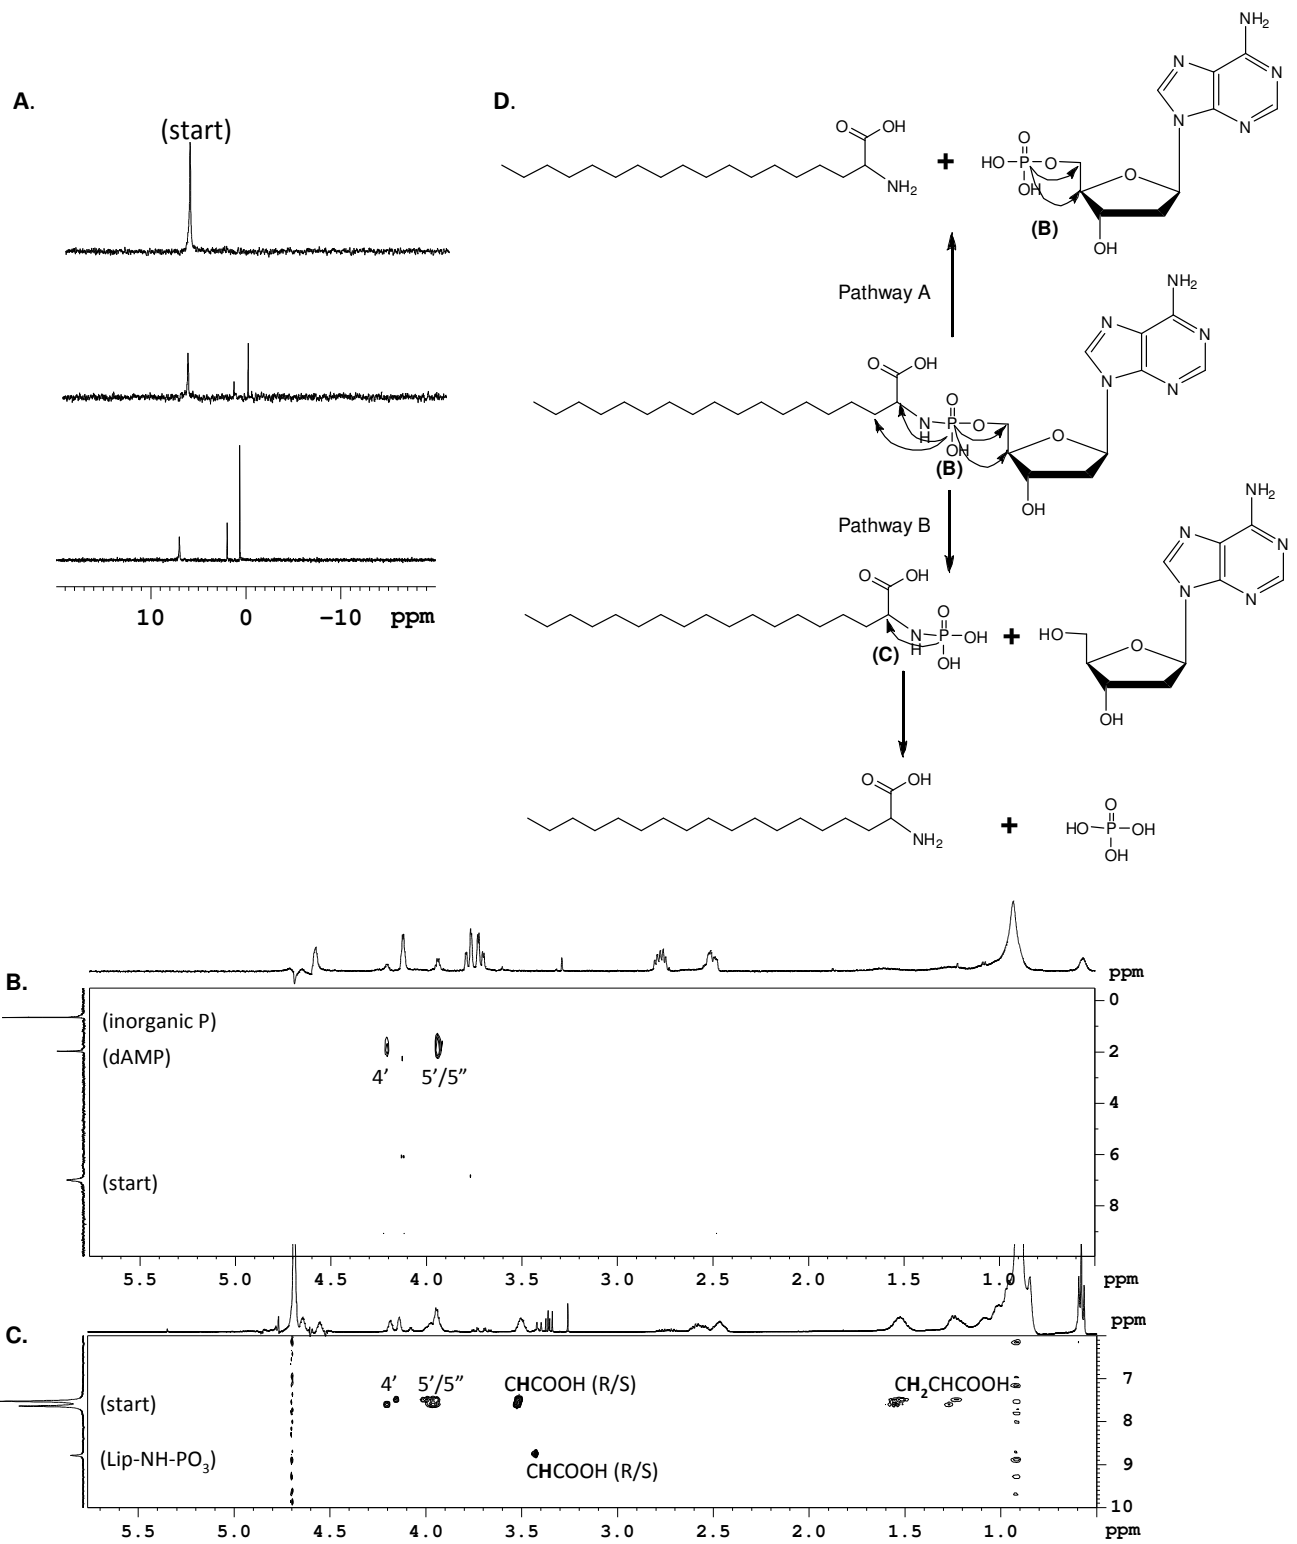 A.
(start)
10 0 −10 ppm
D.
O OH
NH2
+
O
HO P O
OH
(B)
O
OH
N N
N N
NH2
Pathway A
O OH
N
H
O
P O
OH
(B)
O
OH
N N
N N
NH2
Pathway B
O OH
N
H
O
P OH
OH
(C)
+
HO
O
OH
N N
N N
NH2
O OH
NH2
+
O
HO P OH
OH
B.
ppm
(inorganic P)
(dAMP)
4’ 5’/5”
(start)
0
2
4
6
8
5.5 5.0 4.5 4.0 3.5 3.0 2.5 2.0 1.5 1.0 ppm
C.
ppm
(start)
4’ 5’/5” CHCOOH (R/S) CH2CHCOOH
(Lip-NH-PO3)
CHCOOH (R/S)
7
8
9
10
5.5 5.0 4.5 4.0 3.5 3.0 2.5 2.0 1.5 1.0 ppm